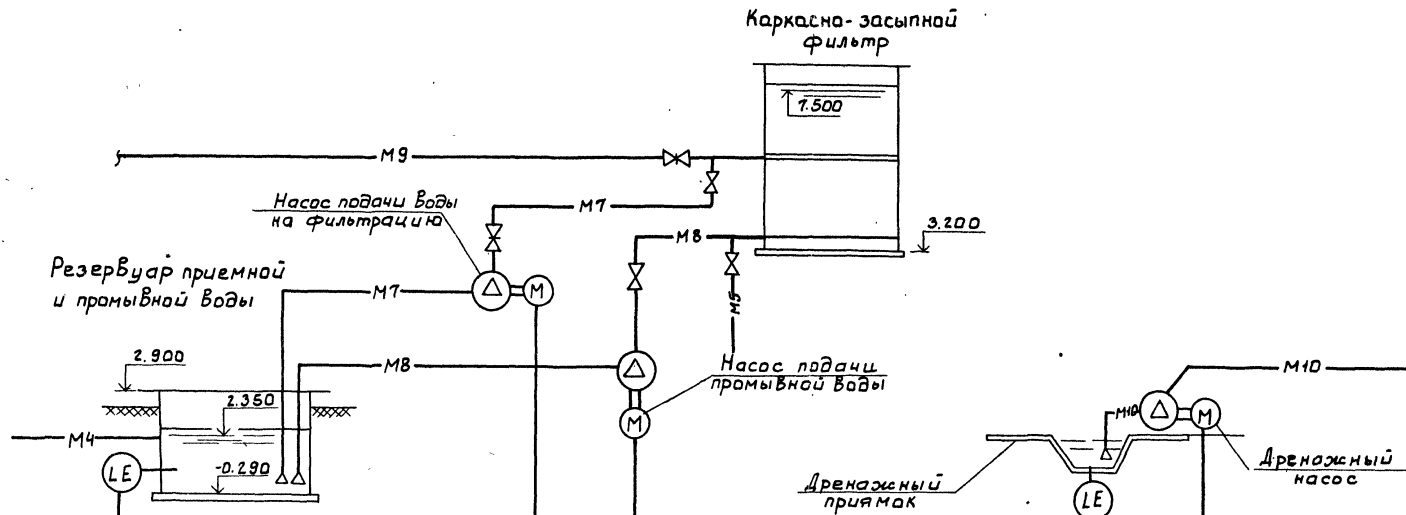 Каркасно-засыпной
фильтр
7.500
М9
Насос подачи воды
на фильтрацию
М7
М8
3.200
Резервуар приемной
и промывной воды
М7
М
М5
2.900
М8
Насос подачи
промывной воды
М10
2.350
М4
М
М10
М
LE
-0.290
Дренажный
приямок
LE
Дренажный
насос